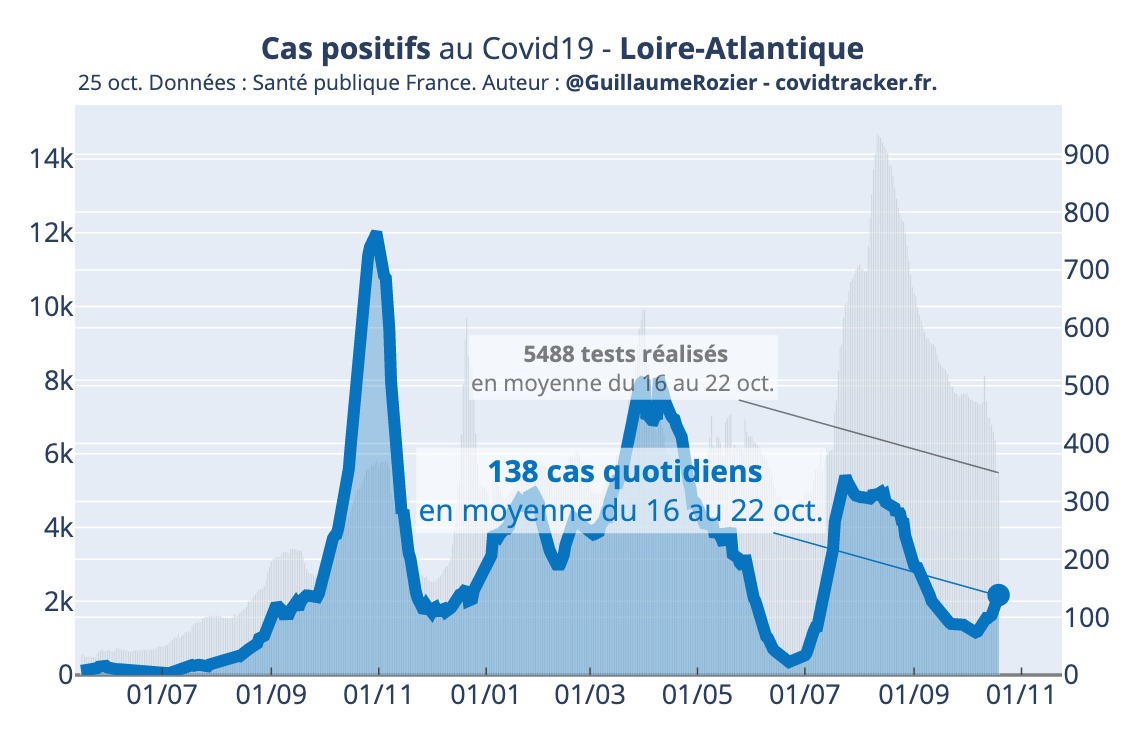 Cas positifs au Covid19 - Loire-Atlantique
25 oct. Données : Santé publique France. Auteur : @GuillaumeRozier - covidtracker.fr.
14k
12k
10k
8k
6k
4k
2k
0
900
800
700
600
500
400
300
200
100
0
5488 tests réalisés
en moyenne du 16 au 22 oct.
138 cas quotidiens
en moyenne du 16 au 22 oct.
01/07 01/09 01/11 01/01 01/03 01/05 01/07 01/09 01/11